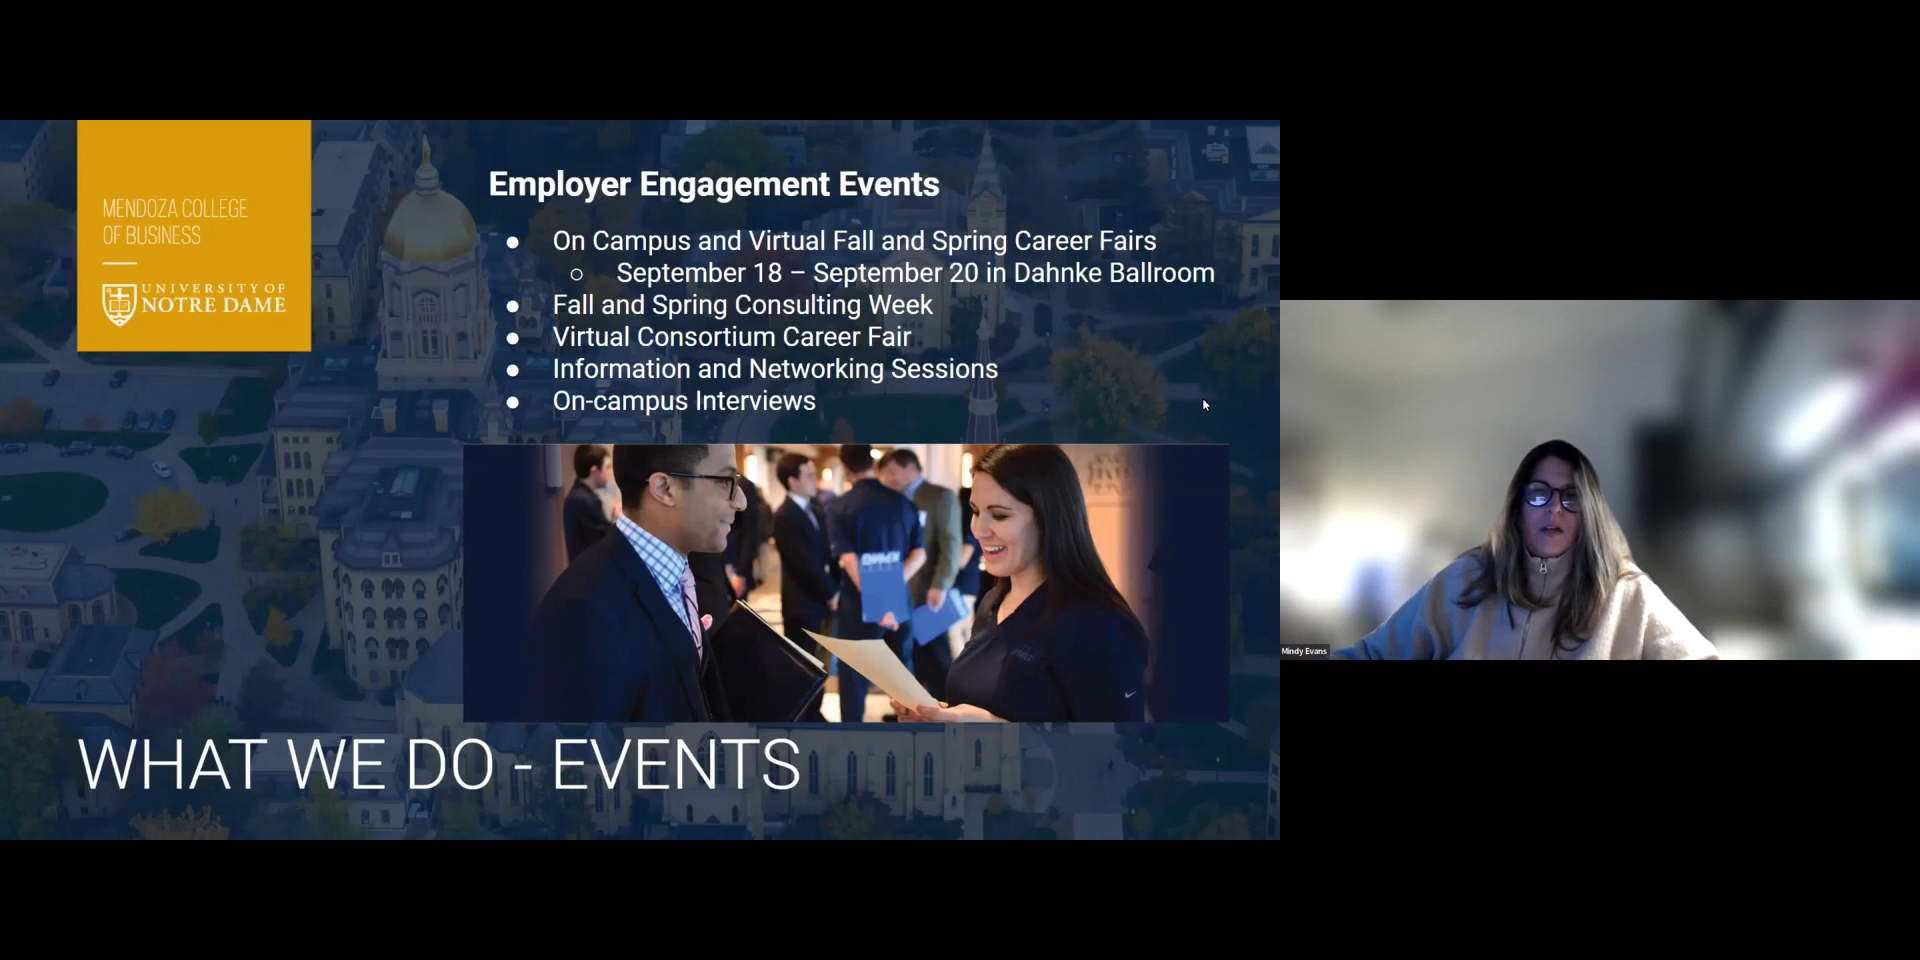 MENDOZA COLLEGE
OF BUSINESS
UNIVERSITY OF
NOTRE DAME
Employer Engagement Events
● On Campus and Virtual Fall and Spring Career Fairs
○ September 18 – September 20 in Dahnke Ballroom
● Fall and Spring Consulting Week
● Virtual Consortium Career Fair
● Information and Networking Sessions
● On-campus Interviews
WHAT WE DO - EVENTS
Mindy Evans